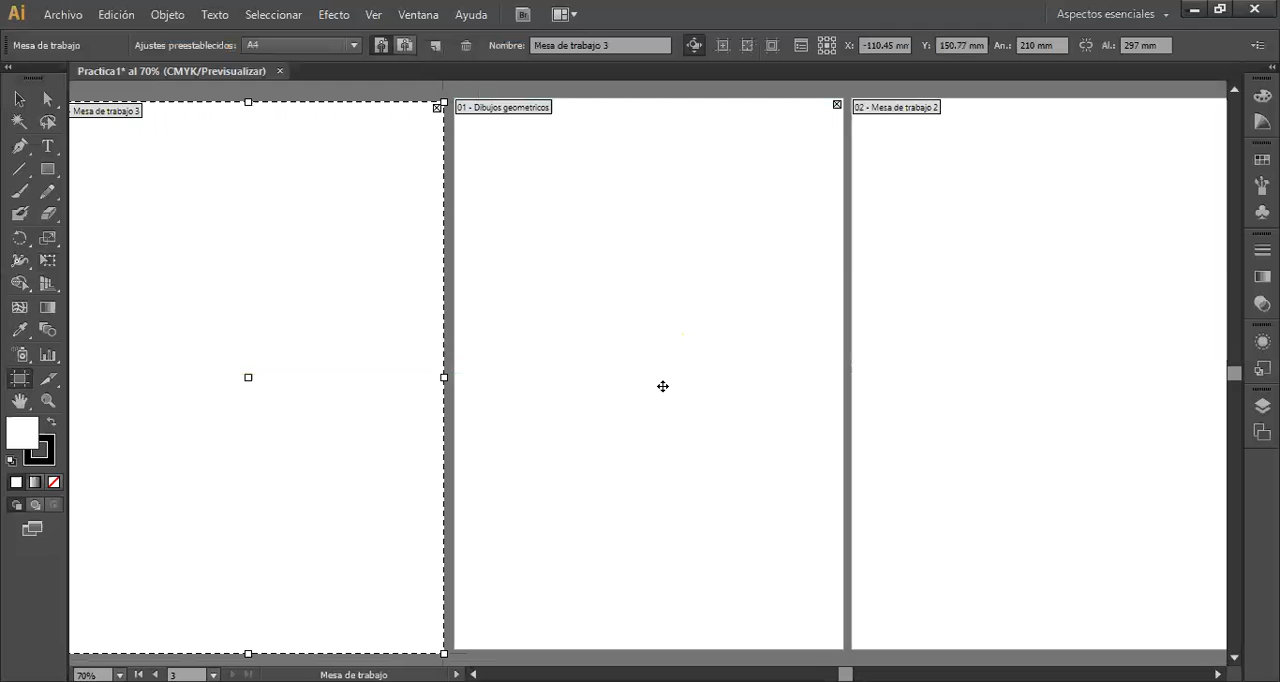 Ai Archivo Edición Objeto Texto Seleccionar Efecto Ver Ventana Ayuda Br Aspectos esenciales
Mesa de trabajo Ajustes preestablecidos: A4 Nombre: Mesa de trabajo 3 X: -110.45 mm Y: 150.77 mm An.: 210 mm Al.: 297 mm
Practica1* al 70% (CMYK/Previsualizar) ×
- Mesa de trabajo 3
01 - Dibujos geometricos
02 - Mesa de trabajo 2
70% 3 Mesa de trabajo